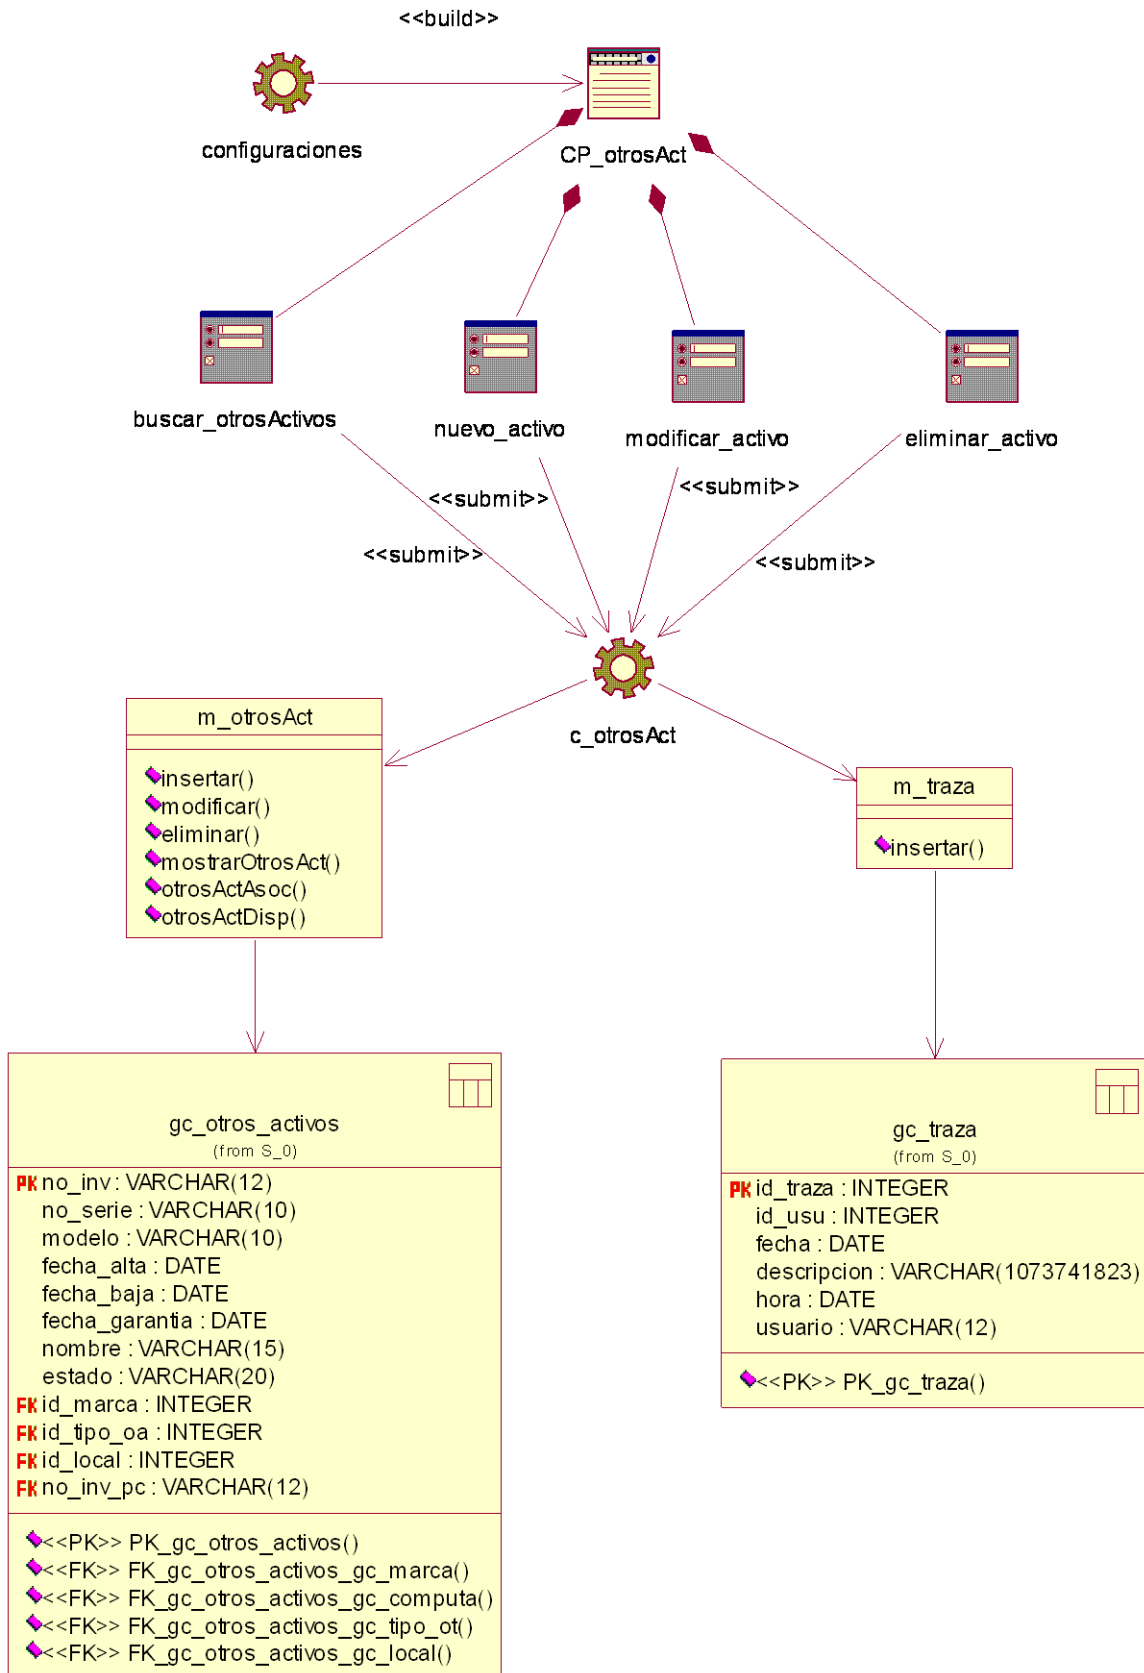 <<build>>
configuraciones
CP_otrosAct
buscar_otrosActivos
nuevo_activo
modificar_activo
eliminar_activo
<<submit>>
<<submit>>
<<submit>>
<<submit>>
c_otrosAct
m_otrosAct
insertar()
modificar()
eliminar()
mostrarOtrosAct()
otrosActAsoc()
otrosActDisp()
m_traza
insertar()
gc_otros_activos
(from S_0)
PK no_inv : VARCHAR(12)
no_serie : VARCHAR(10)
modelo : VARCHAR(10)
fecha_alta : DATE
fecha_baja : DATE
fecha_garantia : DATE
nombre : VARCHAR(15)
estado : VARCHAR(20)
FK id_marca : INTEGER
FK id_tipo_oa : INTEGER
FK id_local : INTEGER
FK no_inv_pc : VARCHAR(12)
<<PK>> PK_gc_otros_activos()
<<FK>> FK_gc_otros_activos_gc_marca()
<<FK>> FK_gc_otros_activos_gc_computa()
<<FK>> FK_gc_otros_activos_gc_tipo_ot()
<<FK>> FK_gc_otros_activos_gc_local()
gc_traza
(from S_0)
PK id_traza : INTEGER
id_usu : INTEGER
fecha : DATE
descripcion : VARCHAR(1073741823)
hora : DATE
usuario : VARCHAR(12)
<<PK>> PK_gc_traza()